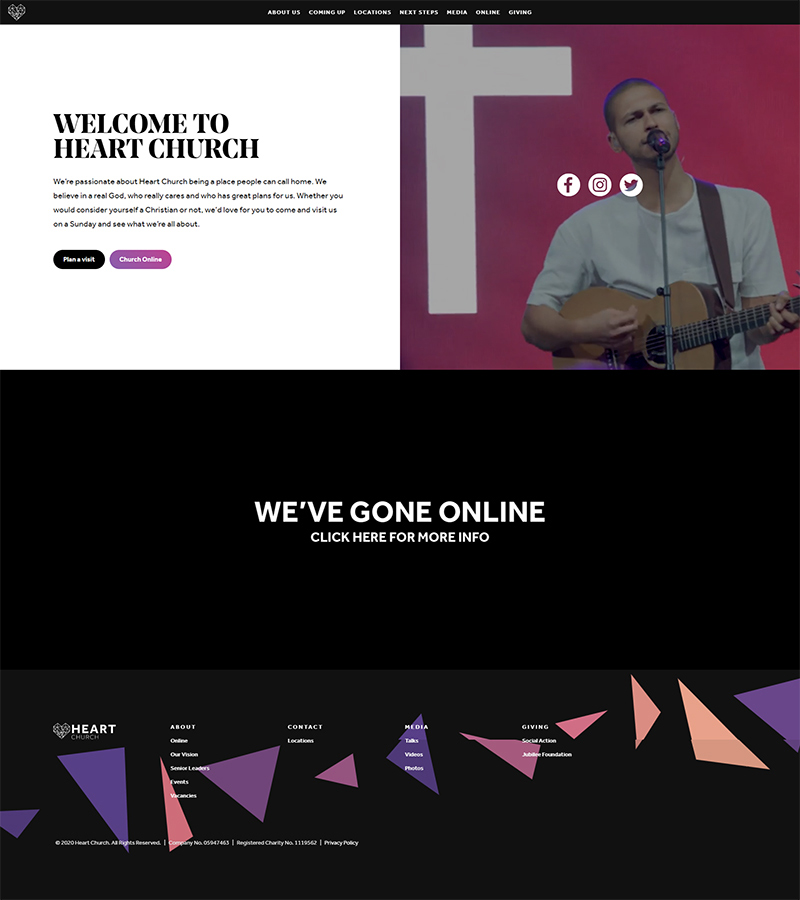 ABOUT US COMING UP LOCATIONS NEXT STEPS MEDIA ONLINE GIVING
WELCOME TO
HEART CHURCH
We're passionate about Heart Church being a place people can call home. We
believe in a real God, who really cares and who has great plans for us. Whether you
would consider yourself a Christian or not, we'd love for you to come and visit us
on a Sunday and see what we're all about.
Plan a visit Church Online
WE'VE GONE ONLINE
CLICK HERE FOR MORE INFO
HEART
CHURCH
ABOUT
Online
Our Vision
Senior Leaders
Events
Vacancies
CONTACT
Locations
MEDIA
Talks
Videos
Photos
GIVING
Social Action
Jubilee Foundation
© 2020 Heart Church. All Rights Reserved. | Company No. 05947463 | Registered Charity No. 1119562 | Privacy Policy